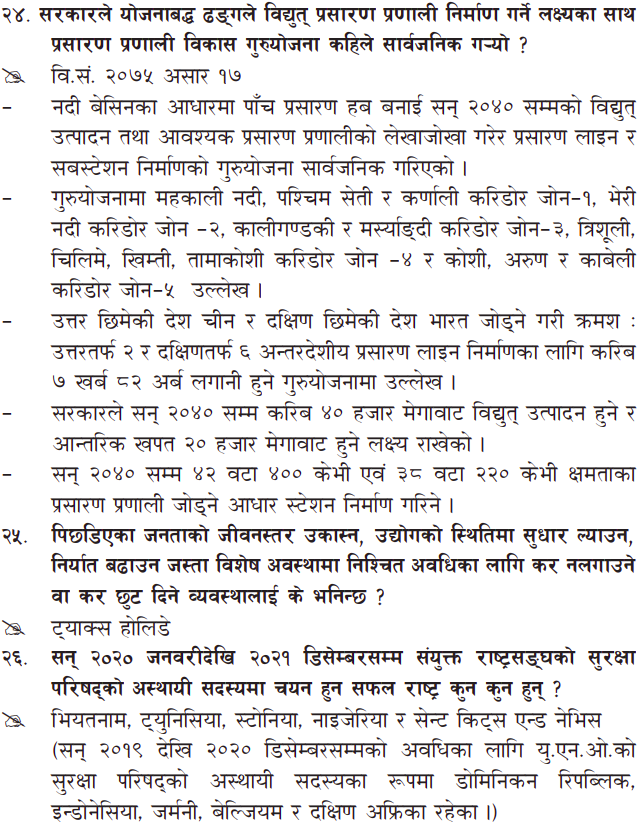 २४. सरकारले योजनाबद्ध ढङ्गले विद्युत् प्रसारण प्रणाली निर्माण गर्ने लक्ष्यका साथ
प्रसारण प्रणाली विकास गुरुयोजना कहिले सार्वजनिक गर्‍यो ?
वि.सं. २०७५ असार १७
– नदी बेसिनका आधारमा पाँच प्रसारण हब बनाई सन् २०४० सम्मको विद्युत्
उत्पादन तथा आवश्यक प्रसारण प्रणालीको लेखाजोखा गरेर प्रसारण लाइन र
सबस्टेशन निर्माणको गुरुयोजना सार्वजनिक गरिएको ।
– गुरुयोजनामा महकाली नदी, पश्चिम सेती र कर्णाली करिडोर जोन-१, भेरी
नदी करिडोर जोन -२, कालीगण्डकी र मर्स्याङ्दी करिडोर जोन-३, त्रिशूली,
चिलिमे, खिम्ती, तामाकोशी करिडोर जोन -४ र कोशी, अरुण र काबेली
करिडोर जोन-५ उल्लेख ।
– उत्तर छिमेकी देश चीन र दक्षिण छिमेकी देश भारत जोड्ने गरी क्रमश :
उत्तरतर्फ २ र दक्षिणतर्फ ६ अन्तरदेशीय प्रसारण लाइन निर्माणका लागि करिब
७ खर्ब ८२ अर्ब लगानी हुने गुरुयोजनामा उल्लेख ।
– सरकारले सन् २०४० सम्म करिब ४० हजार मेगावाट विद्युत् उत्पादन हुने र
आन्तरिक खपत २० हजार मेगावाट हुने लक्ष्य राखेको ।
– सन् २०४० सम्म ४२ वटा ४०० केभी एवं ३८ वटा २२० केभी क्षमताका
प्रसारण प्रणाली जोड्ने आधार स्टेशन निर्माण गरिने ।
२५. पिछडिएका जनताको जीवनस्तर उकास्न, उद्योगको स्थितिमा सुधार ल्याउन,
निर्यात बढाउन जस्ता विशेष अवस्थामा निश्चित अवधिका लागि कर नलगाउने
वा कर छुट दिने ब्यवस्थालाई के भनिन्छ ?
ट्याक्स होलिडे
२६. सन् २०२० जनवरीदेखि २०२१ डिसेम्बरसम्म संयुक्त राष्ट्रसङ्घको सुरक्षा
परिषद्को अस्थायी सदस्यमा चयन हुन सफल राष्ट्र कुन कुन हुन् ?
भियतनाम, ट्युनिसिया, स्टोनिया, नाइजेरिया र सेन्ट किट्स एन्ड नेभिस
(सन् २०१९ देखि २०२० डिसेम्बरसम्मको अवधिका लागि यु.एन.ओ.को
सुरक्षा परिषद्को अस्थायी सदस्यका रूपमा डोमिनिकन रिपब्लिक,
इन्डोनेसिया, जर्मनी, बेल्जियम र दक्षिण अफ्रिका रहेका ।)